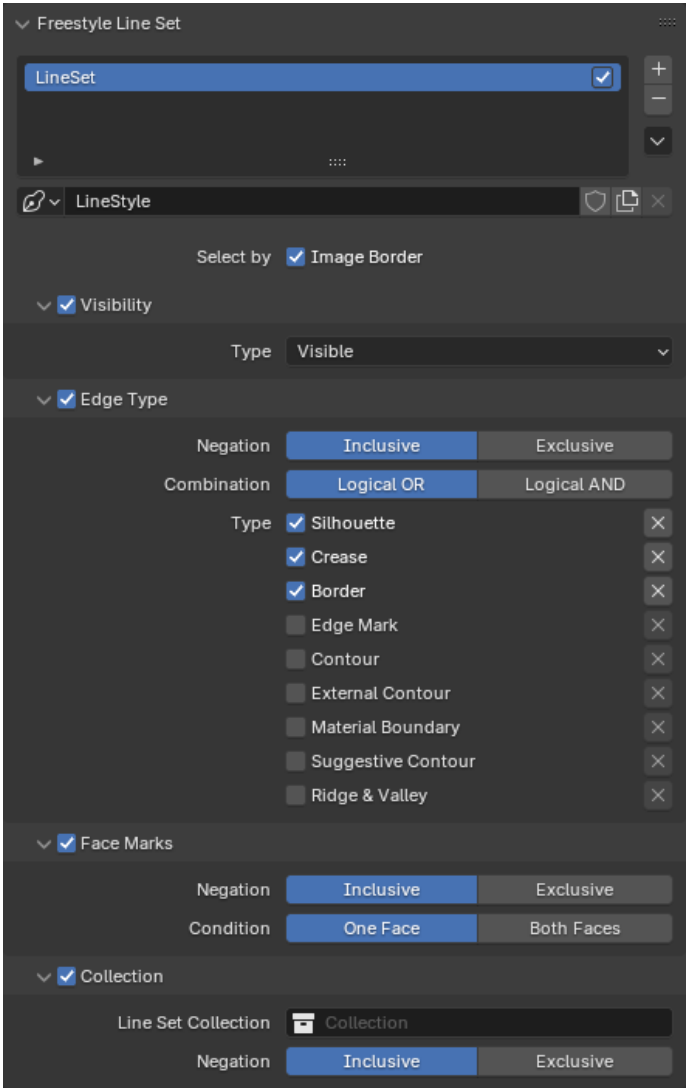 Freestyle Line Set
LineSet
LineStyle
Select by Image Border
Visibility
Type Visible
Edge Type
Negation Inclusive Exclusive
Combination Logical OR Logical AND
Type Silhouette
Crease
Border
Edge Mark
Contour
External Contour
Material Boundary
Suggestive Contour
Ridge & Valley
Face Marks
Negation Inclusive Exclusive
Condition One Face Both Faces
Collection
Line Set Collection Collection
Negation Inclusive Exclusive